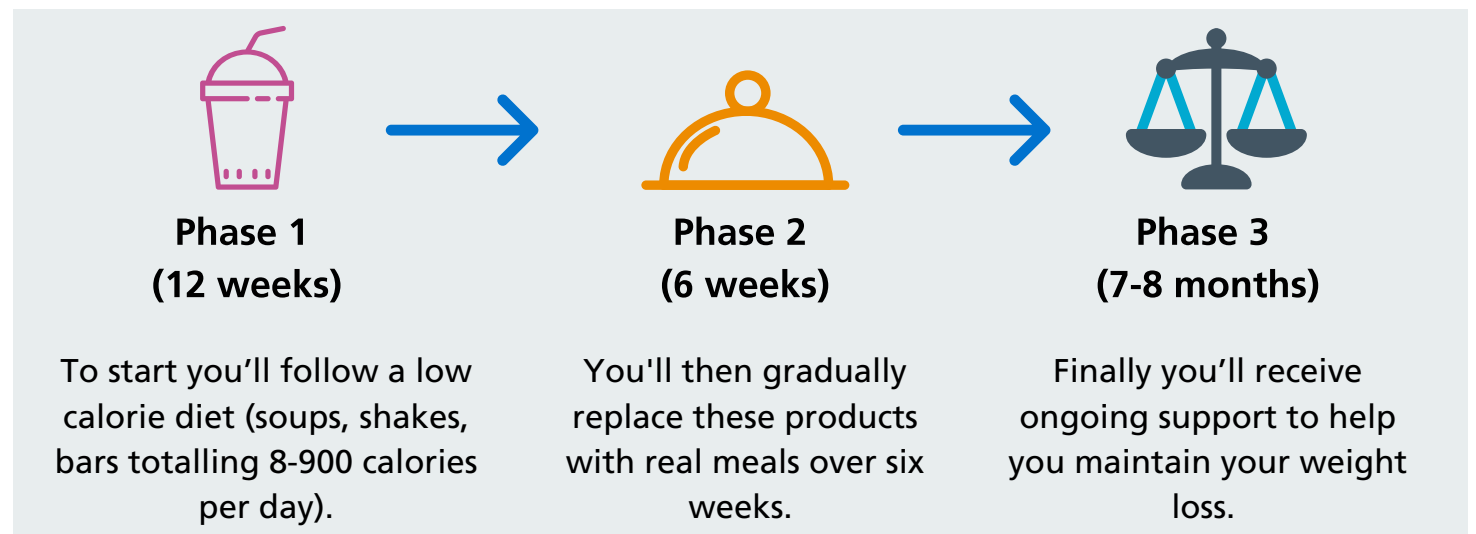 Phase 1
(12 weeks)
To start you’ll follow a low
calorie diet (soups, shakes,
bars totalling 8-900 calories
per day).
Phase 2
(6 weeks)
You'll then gradually
replace these products
with real meals over six
weeks.
Phase 3
(7-8 months)
Finally you’ll receive
ongoing support to help
you maintain your weight
loss.